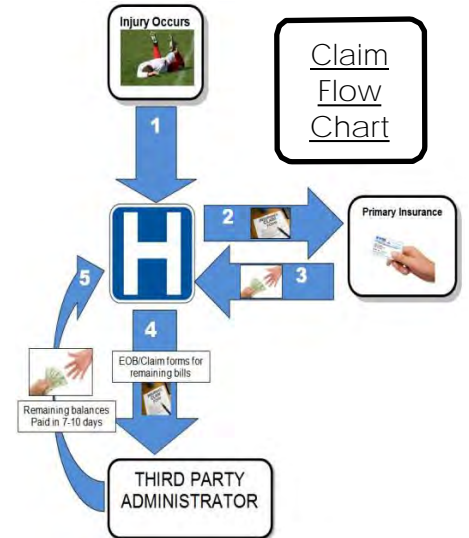 Injury Occurs
Claim
Flow
Chart
1
2
Primary Insurance
H
3
5
4
EOB/Claim forms for
remaining bills
Remaining balances
Paid in 7-10 days
THIRD PARTY
ADMINISTRATOR